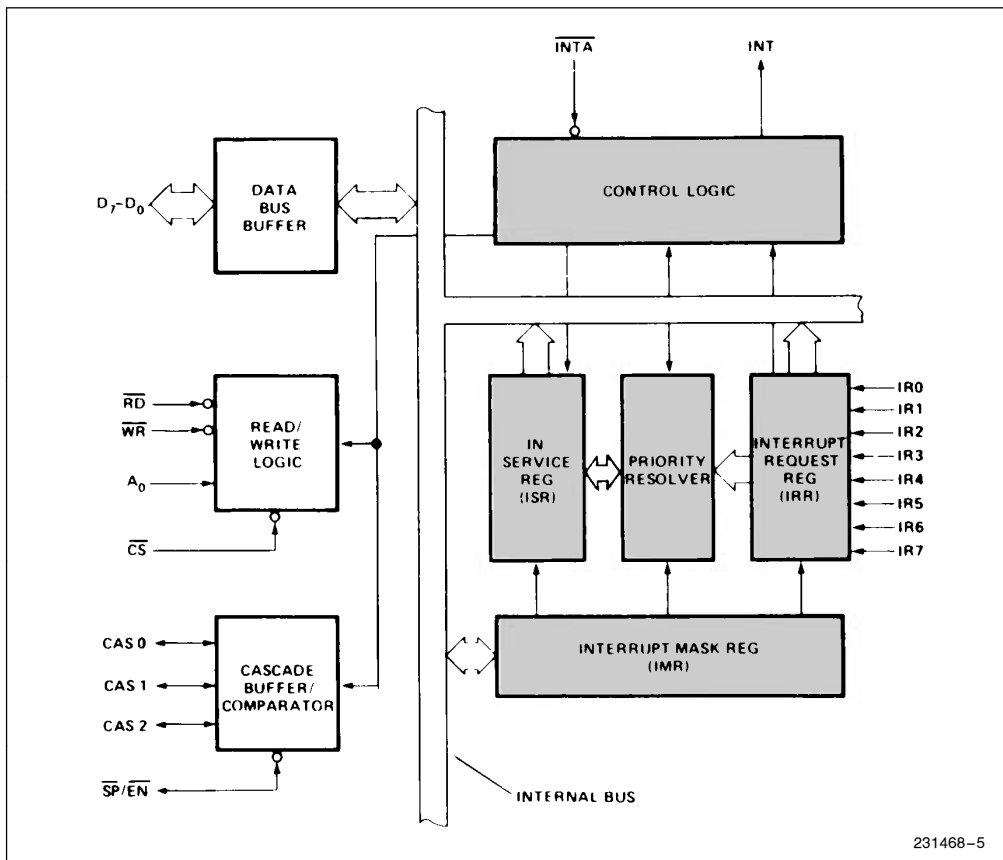 INTA INT
CONTROL LOGIC
DATA
BUS
BUFFER
D7-D0
RD
WR
A0
CS
READ/
WRITE
LOGIC
IN
SERVICE
REG
(ISR)
PRIORITY
RESOLVER
INTERRUPT
REQUEST
REG
(IRR)
IR0
IR1
IR2
IR3
IR4
IR5
IR6
IR7
CAS 0
CAS 1
CAS 2
SP/EN
CASCADE
BUFFER/
COMPARATOR
INTERRUPT MASK REG
(IMR)
INTERNAL BUS
231468-5